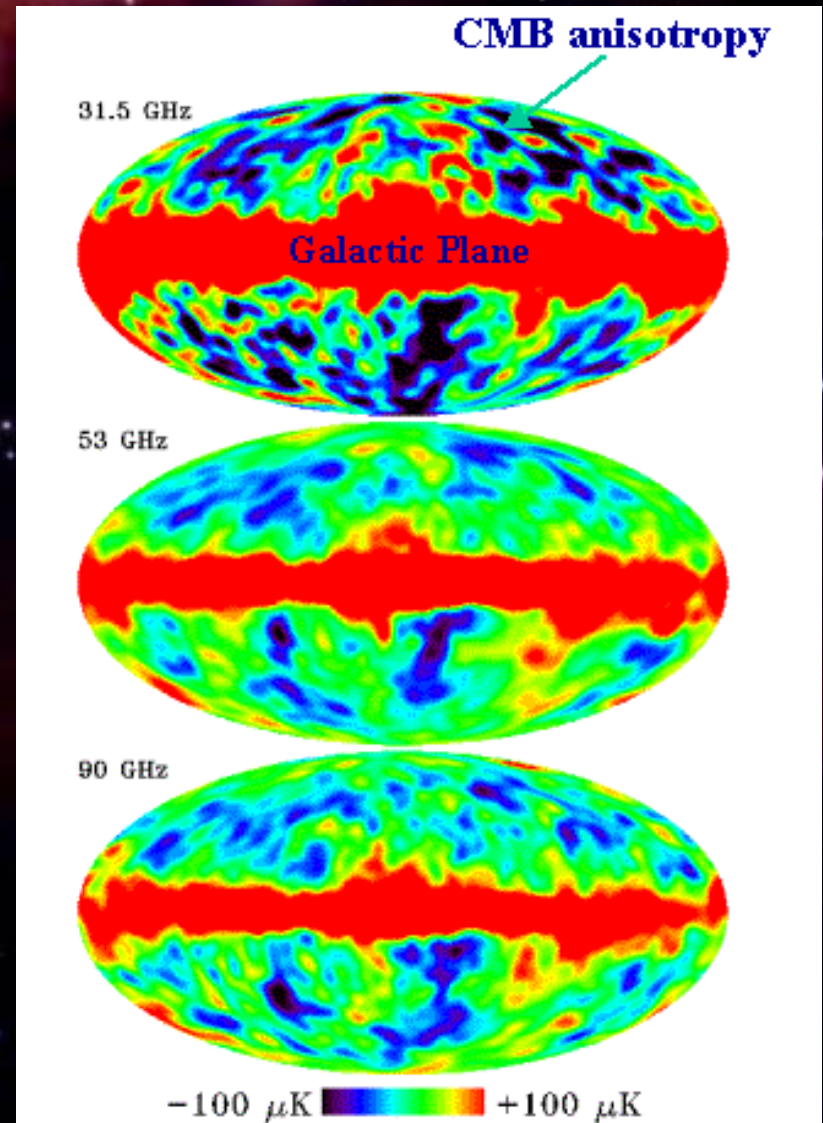 CMB anisotropy
31.5 GHz
Galactic Plane
53 GHz
90 GHz
−100 μK +100 μK